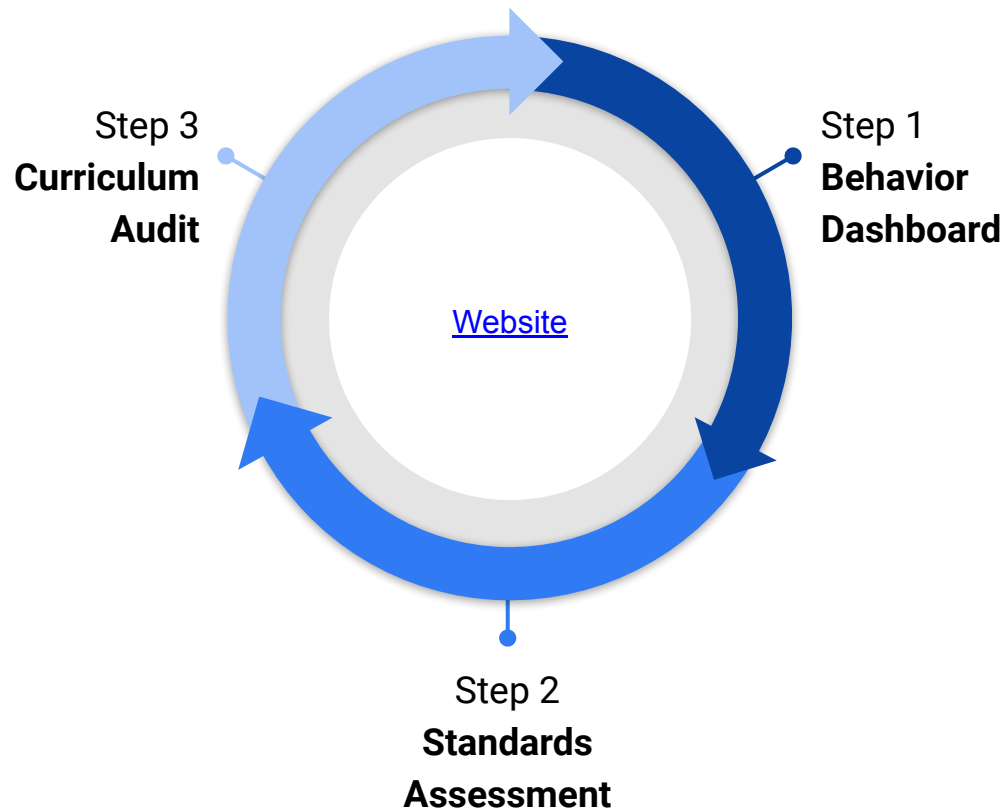 Step 1
Behavior
Dashboard
Step 2
Standards
Assessment
Step 3
Curriculum
Audit
Website